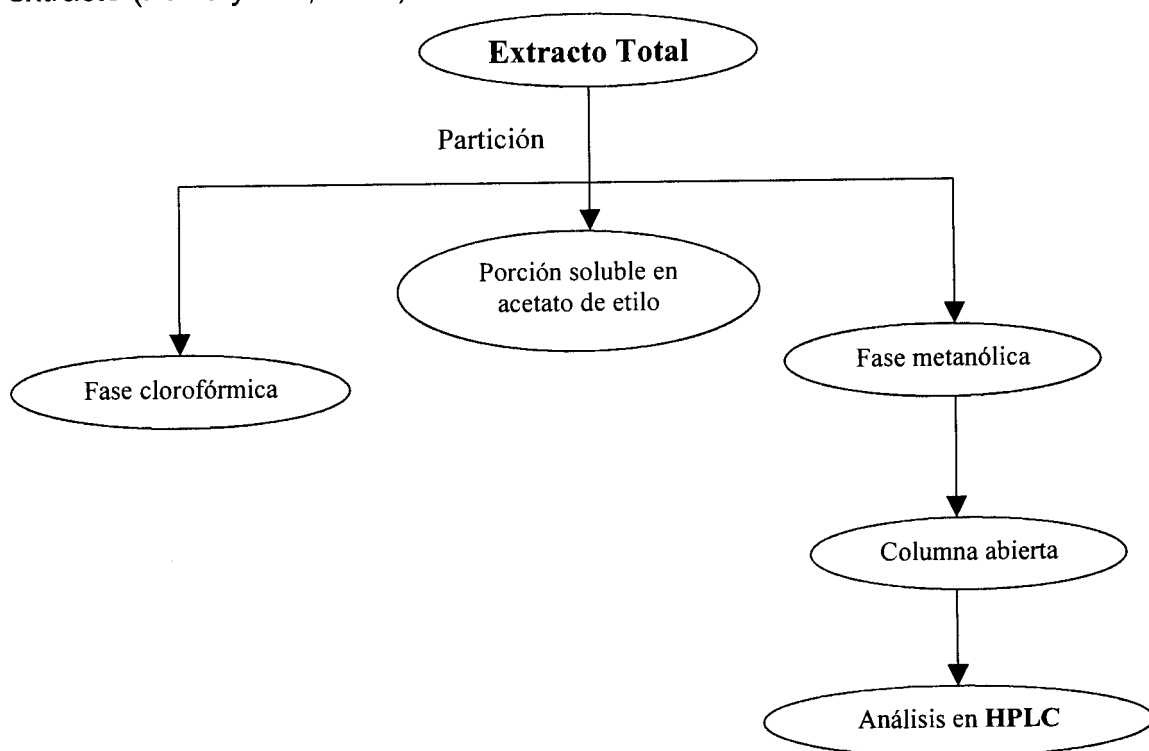 Extracto Total
Partición
Porción soluble en
acetato de etilo
Fase metanólica
Fase clorofórmica
Columna abierta
Análisis en HPLC